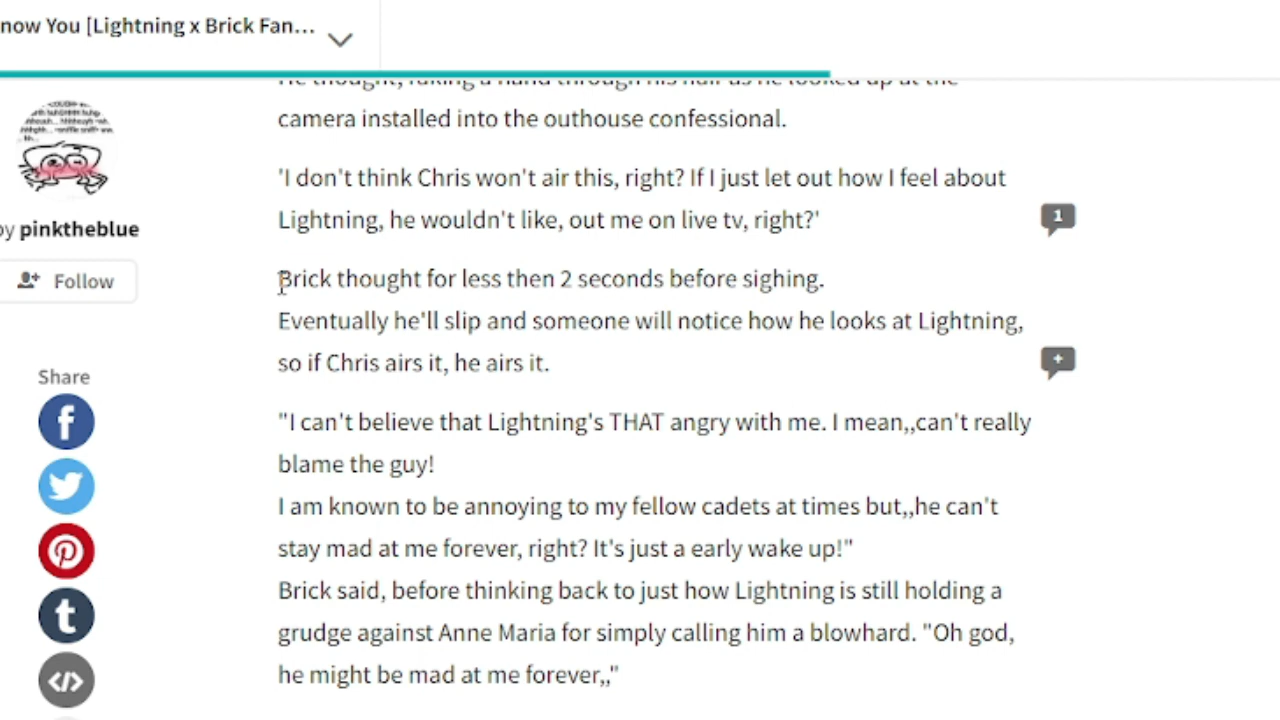 now You [Lightning x Brick Fan...
camera installed into the outhouse confessional.
'I don't think Chris won't air this, right? If I just let out how I feel about
Lightning, he wouldn't like, out me on live tv, right?'
1
by pinktheblue
Follow
Brick thought for less then 2 seconds before sighing.
Eventually he'll slip and someone will notice how he looks at Lightning,
so if Chris airs it, he airs it.
+
Share
"I can't believe that Lightning's THAT angry with me. I mean,,can't really
blame the guy!
I am known to be annoying to my fellow cadets at times but,,he can't
stay mad at me forever, right? It's just a early wake up!"
Brick said, before thinking back to just how Lightning is still holding a
grudge against Anne Maria for simply calling him a blowhard. "Oh god,
he might be mad at me forever,,"